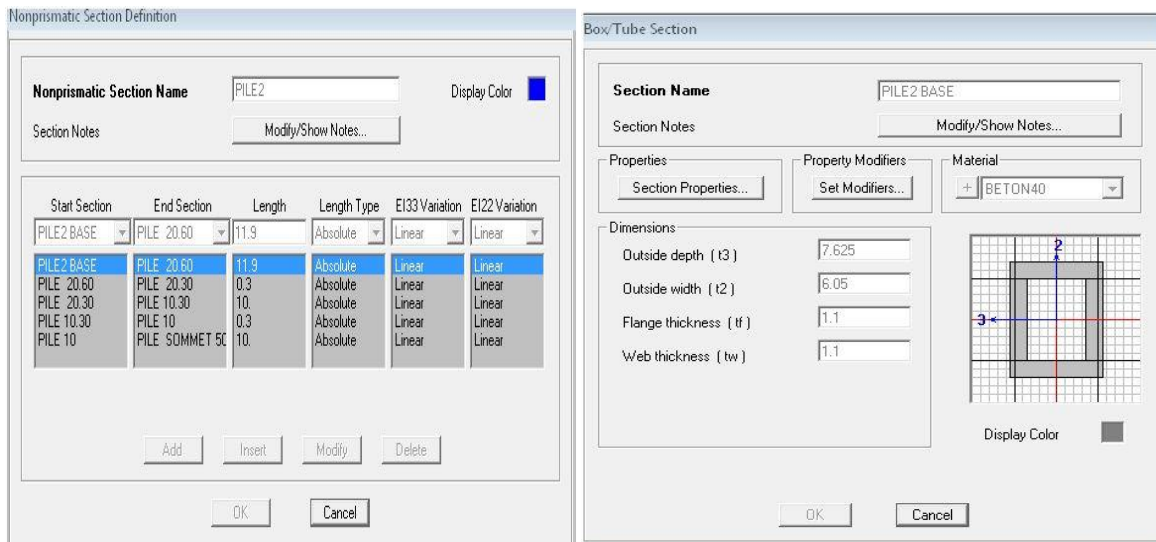 Nonprismatic Section Definition
Nonprismatic Section Name PILE2 Display Color
Section Notes Modify/Show Notes...
Start Section End Section Length Length Type EI33 Variation EI22 Variation
PILE2 BASE PILE 20.60 11.9 Absolute Linear Linear
PILE2 BASE PILE 20.60 11.9 Absolute Linear Linear
PILE 20.60 PILE 20.30 0.3 Absolute Linear Linear
PILE 20.30 PILE 10.30 10. Absolute Linear Linear
PILE 10.30 PILE 10 0.3 Absolute Linear Linear
PILE 10 PILE SOMMET 50 10. Absolute Linear Linear
Add Insert Modify Delete
OK Cancel
Box/Tube Section
Section Name PILE2 BASE
Section Notes Modify/Show Notes...
Properties Property Modifiers Material
Section Properties... Set Modifiers... + BETON40
Dimensions
Outside depth ( t3 ) 7.625
Outside width ( t2 ) 6.05
Flange thickness ( tf ) 1.1
Web thickness ( tw ) 1.1
2
3
Display Color
OK Cancel